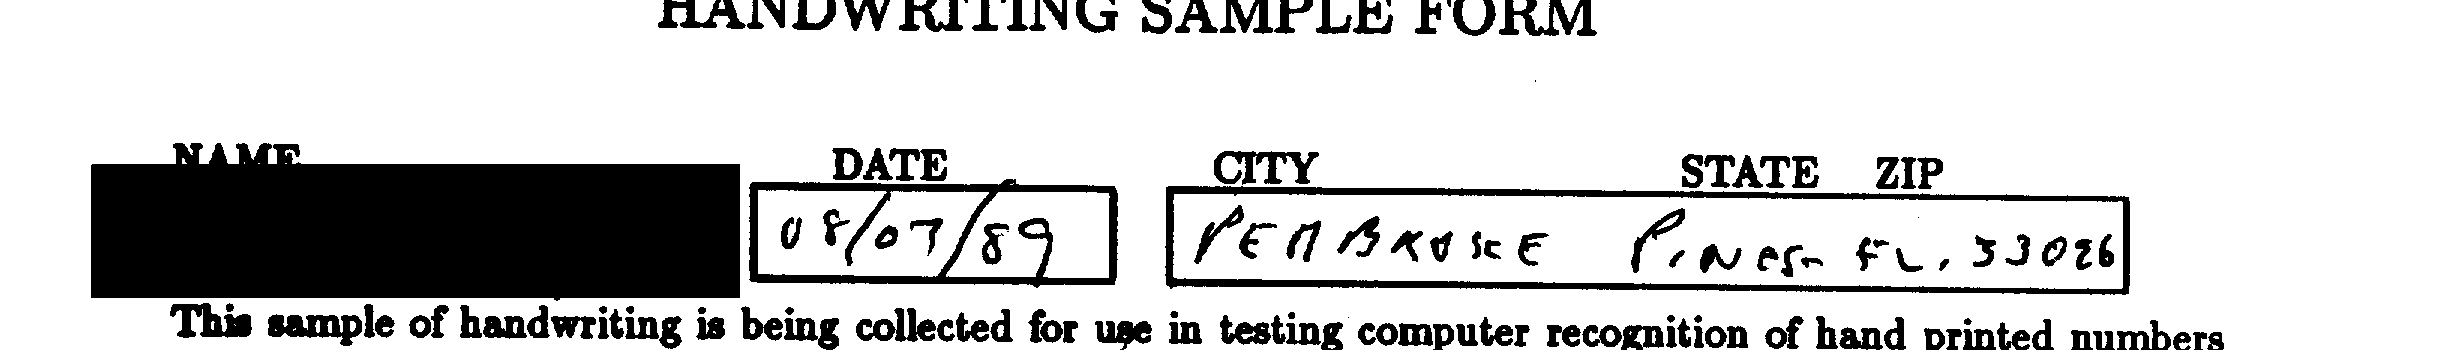 HANDWRITING SAMPLE FORM
NAME DATE CITY STATE ZIP
08/07/89 PEMBROKE PINES FL. 33026
This sample of handwriting is being collected for use in testing computer recognition of hand printed numbers